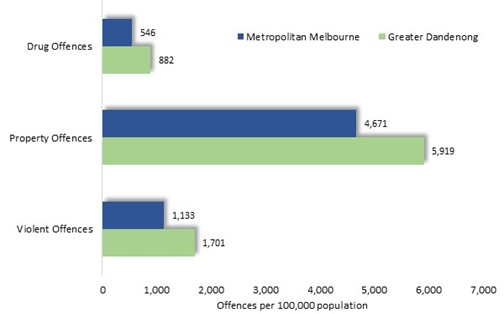 Metropolitan Melbourne
Greater Dandenong
Drug Offences
546
882
Property Offences
4,671
5,919
Violent Offences
1,133
1,701
0 1,000 2,000 3,000 4,000 5,000 6,000 7,000
Offences per 100,000 population